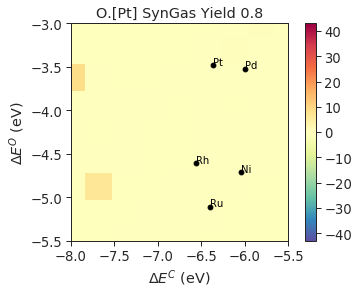 O.[Pt] SynGas Yield 0.8
−3.0
−3.5
−4.0
−4.5
−5.0
−5.5
ΔE^O (eV)
Pt
Pd
Rh
Ni
Ru
−8.0 −7.5 −7.0 −6.5 −6.0 −5.5
ΔE^C (eV)
40
30
20
10
0
−10
−20
−30
−40